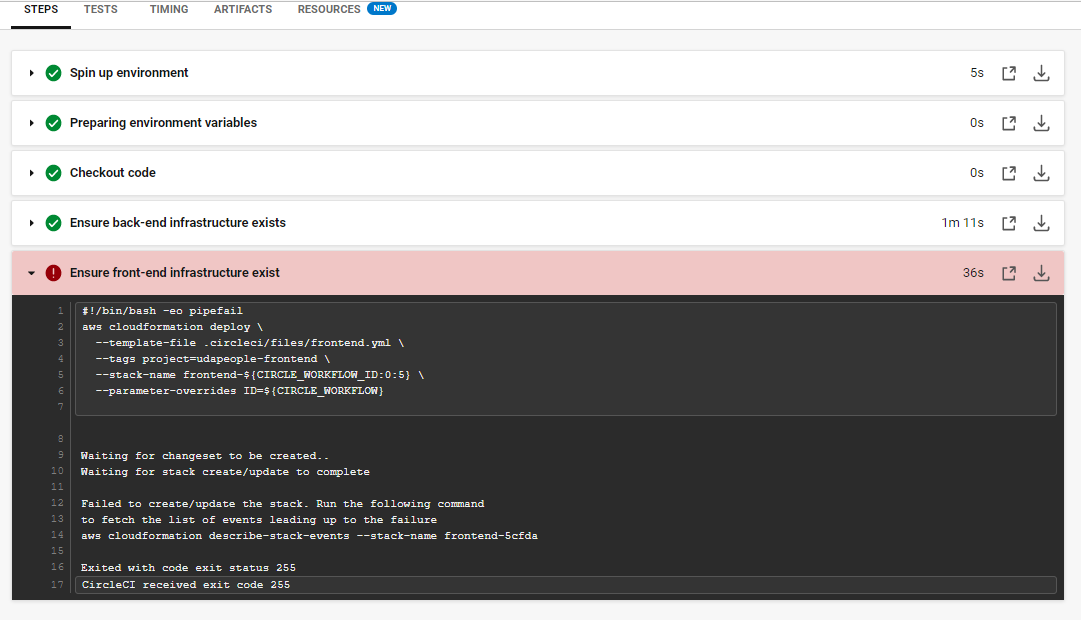 STEPS TESTS TIMING ARTIFACTS RESOURCES NEW
Spin up environment 5s
Preparing environment variables 0s
Checkout code 0s
Ensure back-end infrastructure exists 1m 11s
! Ensure front-end infrastructure exist 36s
1 #!/bin/bash -eo pipefail
2 aws cloudformation deploy \
3 --template-file .circleci/files/frontend.yml \
4 --tags project=udapeople-frontend \
5 --stack-name frontend-${CIRCLE_WORKFLOW_ID:0:5} \
6 --parameter-overrides ID=${CIRCLE_WORKFLOW}
7
8
9 Waiting for changeset to be created..
10 Waiting for stack create/update to complete
11
12 Failed to create/update the stack. Run the following command
13 to fetch the list of events leading up to the failure
14 aws cloudformation describe-stack-events --stack-name frontend-5cfda
15
16 Exited with code exit status 255
17 CircleCI received exit code 255